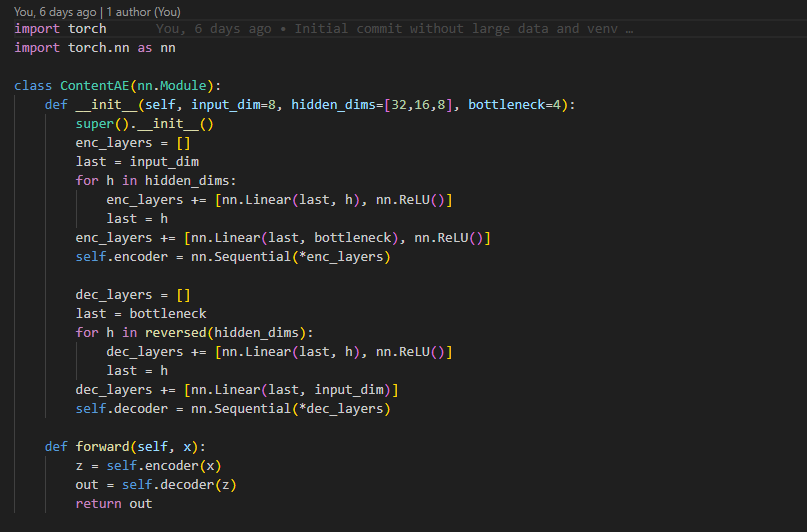 You, 6 days ago | 1 author (You)
import torch You, 6 days ago • Initial commit without large data and venv …
import torch.nn as nn

class ContentAE(nn.Module):
    def __init__(self, input_dim=8, hidden_dims=[32,16,8], bottleneck=4):
        super().__init__()
        enc_layers = []
        last = input_dim
        for h in hidden_dims:
            enc_layers += [nn.Linear(last, h), nn.ReLU()]
            last = h
        enc_layers += [nn.Linear(last, bottleneck), nn.ReLU()]
        self.encoder = nn.Sequential(*enc_layers)

        dec_layers = []
        last = bottleneck
        for h in reversed(hidden_dims):
            dec_layers += [nn.Linear(last, h), nn.ReLU()]
            last = h
        dec_layers += [nn.Linear(last, input_dim)]
        self.decoder = nn.Sequential(*dec_layers)

    def forward(self, x):
        z = self.encoder(x)
        out = self.decoder(z)
        return out